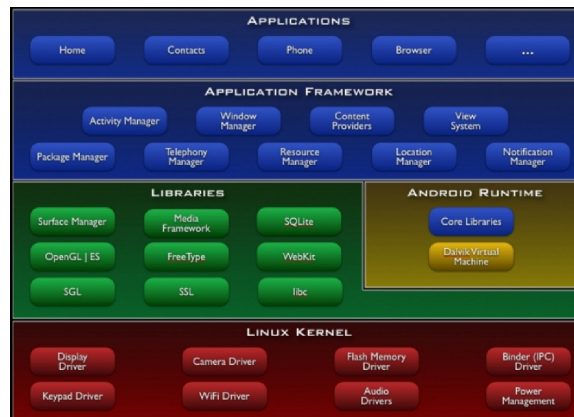 APPLICATIONS
Home
Contacts
Phone
Browser
...
APPLICATION FRAMEWORK
Activity Manager
Window
Manager
Content
Providers
View
System
Package Manager
Telephony
Manager
Resource
Manager
Location
Manager
Notification
Manager
LIBRARIES
Surface Manager
Media
Framework
SQLite
OpenGL | ES
FreeType
WebKit
SGL
SSL
libc
ANDROID RUNTIME
Core Libraries
Dalvik Virtual
Machine
LINUX KERNEL
Display
Driver
Camera Driver
Flash Memory
Driver
Binder (IPC)
Driver
Keypad Driver
WiFi Driver
Audio
Drivers
Power
Management